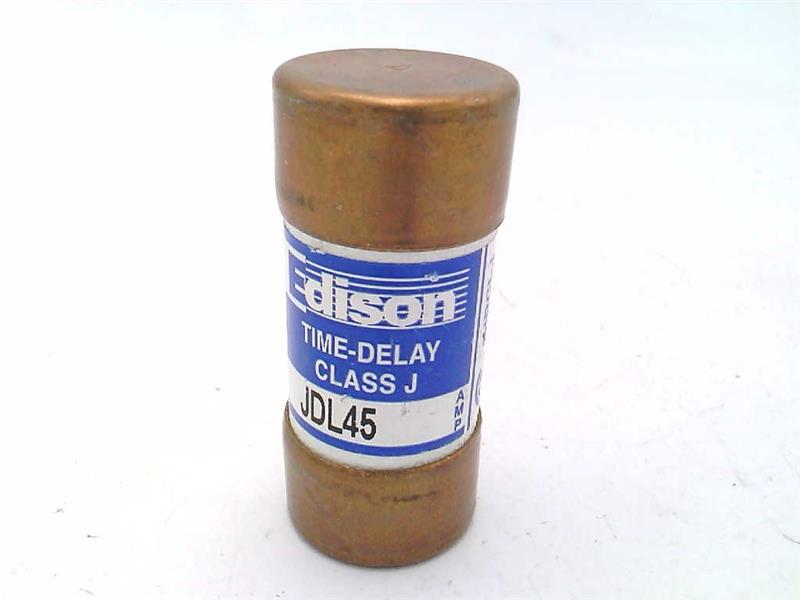 Edison
TIME-DELAY
CLASS J
JDL45
AMP